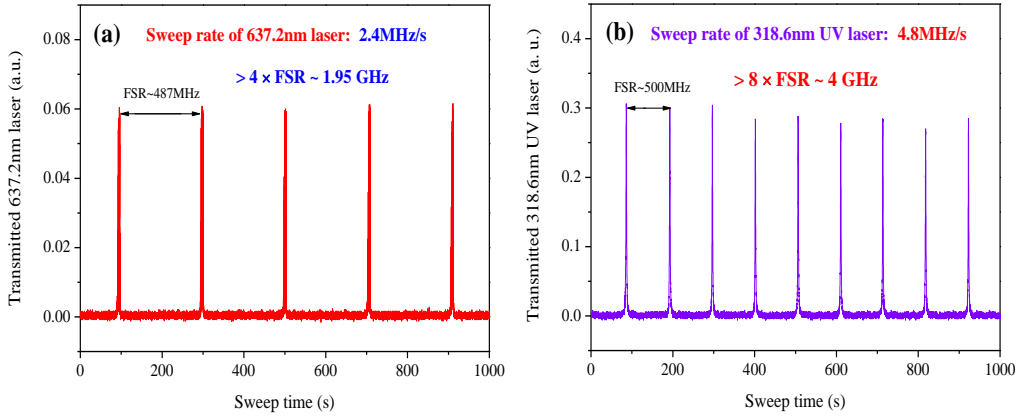 (a)
Sweep rate of 637.2nm laser: 2.4MHz/s
> 4 × FSR ~ 1.95 GHz
FSR~487MHz
Transmitted 637.2nm laser (a.u.)
0.08
0.06
0.04
0.02
0.00
0 200 400 600 800 1000
Sweep time (s)
(b)
Sweep rate of 318.6nm UV laser: 4.8MHz/s
> 8 × FSR ~ 4 GHz
FSR~500MHz
Transmitted 318.6nm UV laser (a. u.)
0.4
0.3
0.2
0.1
0.0
0 200 400 600 800 1000
Sweep time (s)